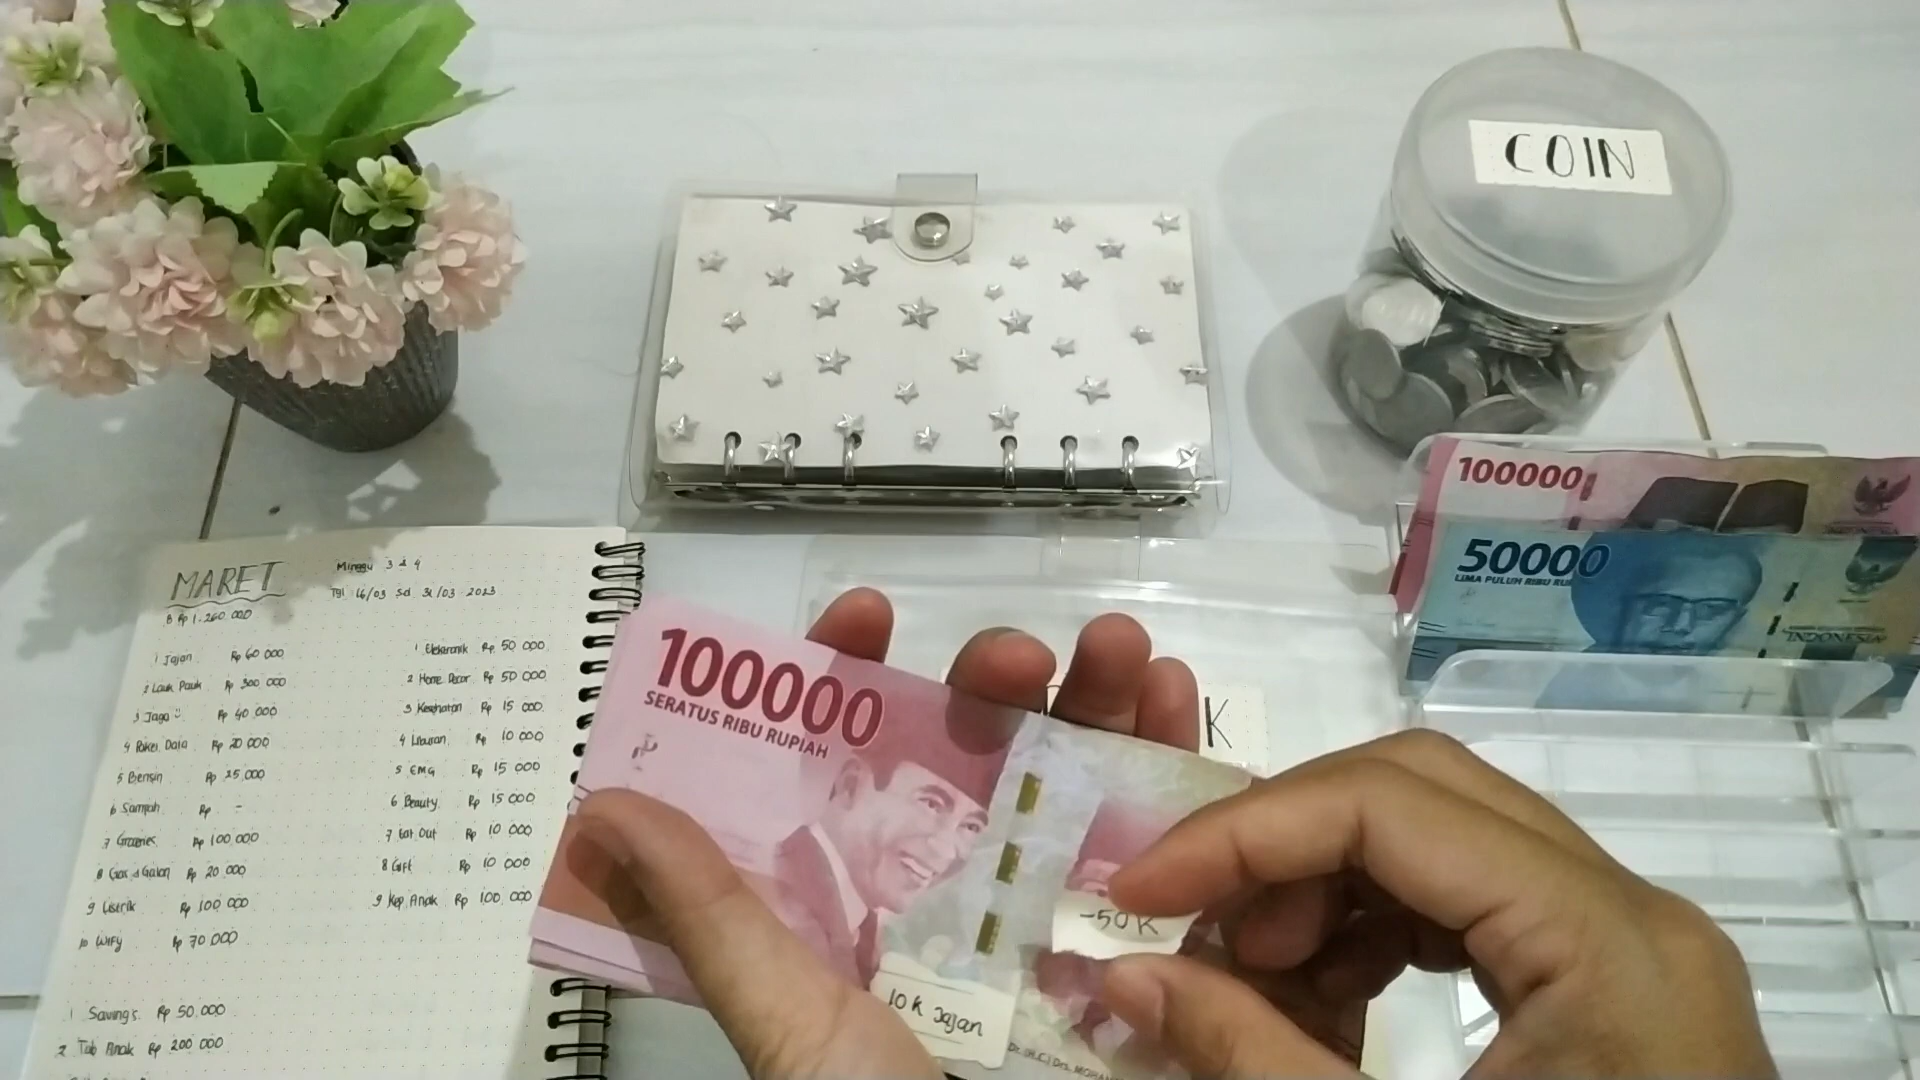 COIN
100000
50000
LIMA PULUH RIBU RU
INDONESIA
MARET
Minggu 3 & 4
Tgl 16/03 sd 31/03 2023
B Rp 1.260.000
1 Jajan Rp 60 000
2 Lauk Pauk Rp 300 000
3 Jaga Rp 40 000
4 Paket Data Rp 20 000
5 Bensin Rp 25.000
6 Sampah Rp -
7 Groceries Rp 100.000
8 Gas & Galon Rp 20 000
9 Listrik Rp 100 000
10 Wify Rp 70 000
1 Elektronik Rp 50 000
2 Home Decor Rp 50 000
3 Kesehatan Rp 15 000
4 Liburan Rp 10 000
5 EMG Rp 15 000
6 Beauty Rp 15 000
7 Eat Out Rp 10 000
8 Gift Rp 10 000
9 Kep Anak Rp 100 000
1 Savings Rp 50 000
2 Tab Anak Rp 200 000
100000
SERATUS RIBU RUPIAH
K
-50K
10K Jajan
Dr. (H.C.) Drs. MOHAM